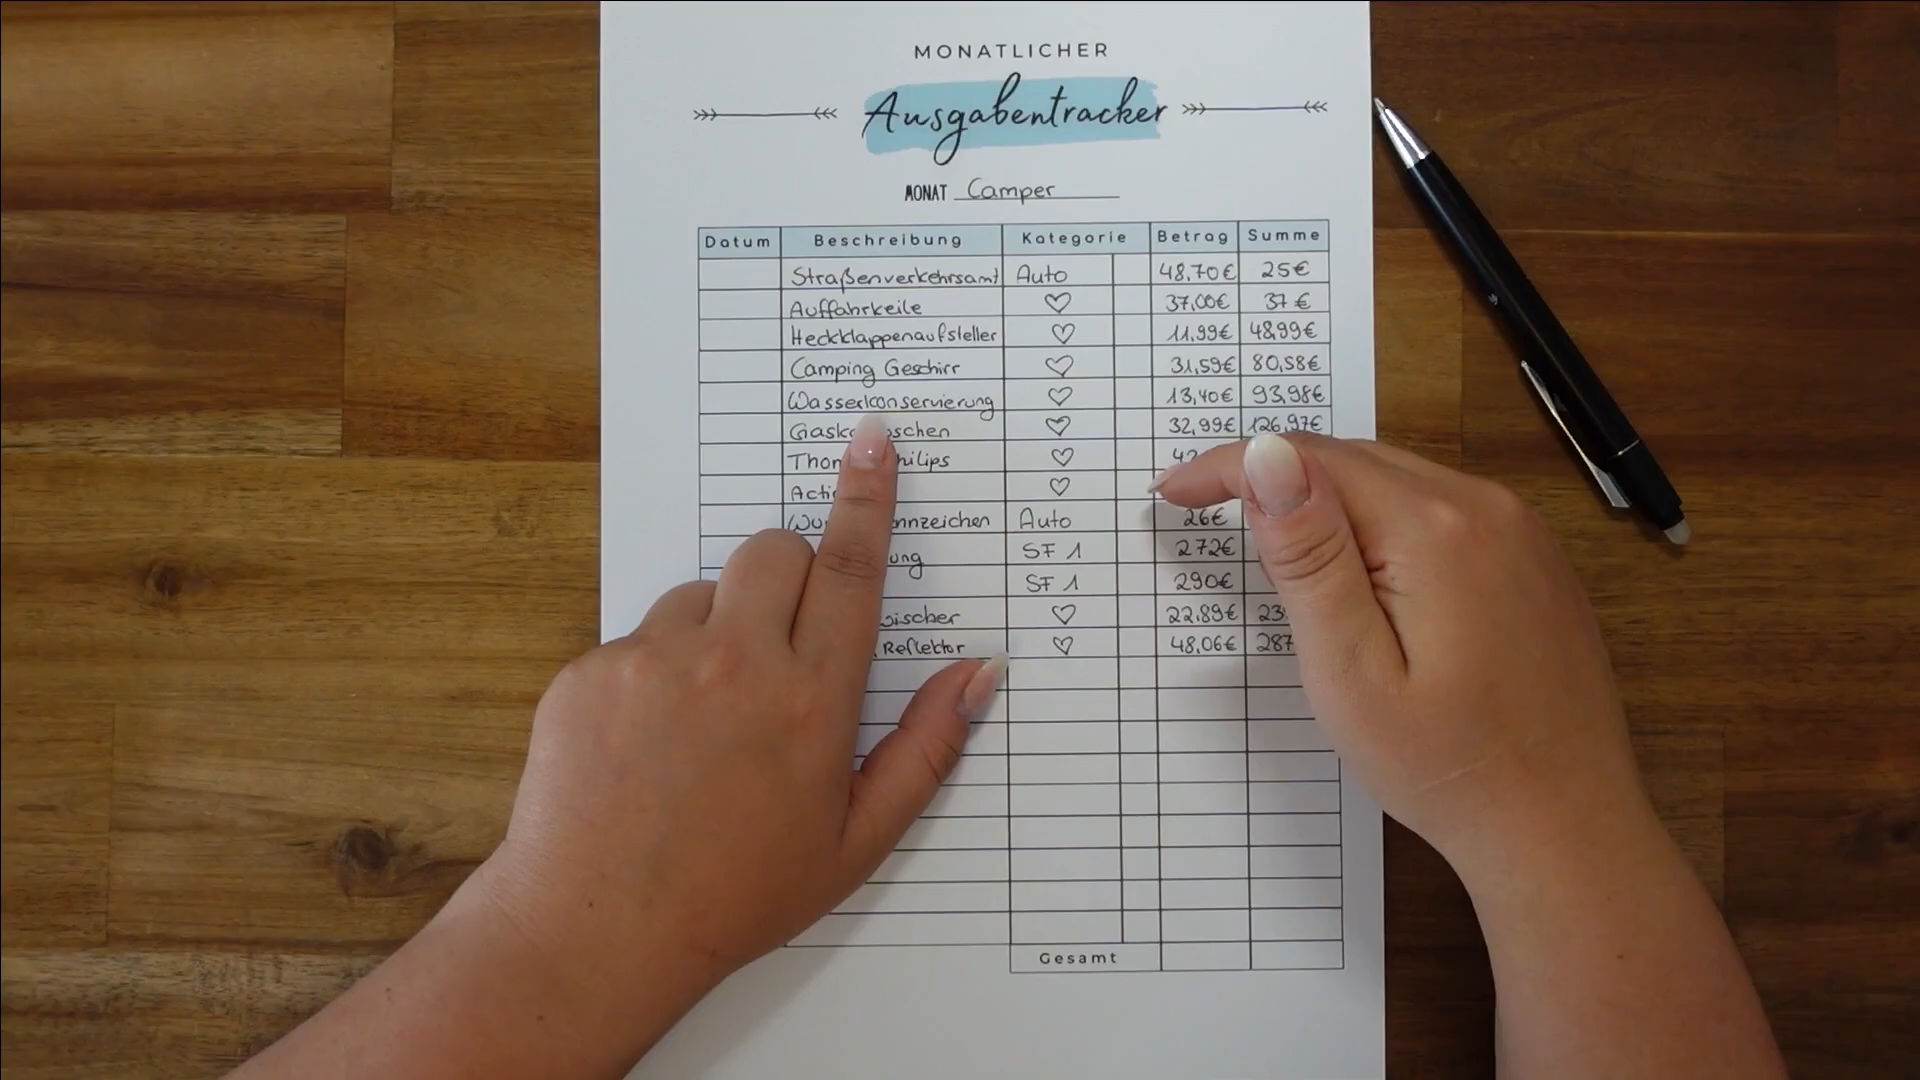 MONATLICHER
Ausgabentracker
MONAT Camper
Datum Beschreibung Kategorie Betrag Summe
Straßenverkehrsamt Auto 48,70€ 25€
Auffahrkeile ♡ 37,00€ 37€
Heckklappenaufsteller ♡ 11,99€ 48,99€
Camping Geschirr ♡ 31,59€ 80,58€
Wasserkonservierung ♡ 13,40€ 93,98€
♡ 32,99€ 126,97€
♡
♡
Auto 26€
SF 1 272€
SF 1 290€
♡ 22,89€
Reflektor ♡ 48,06€
Gesamt